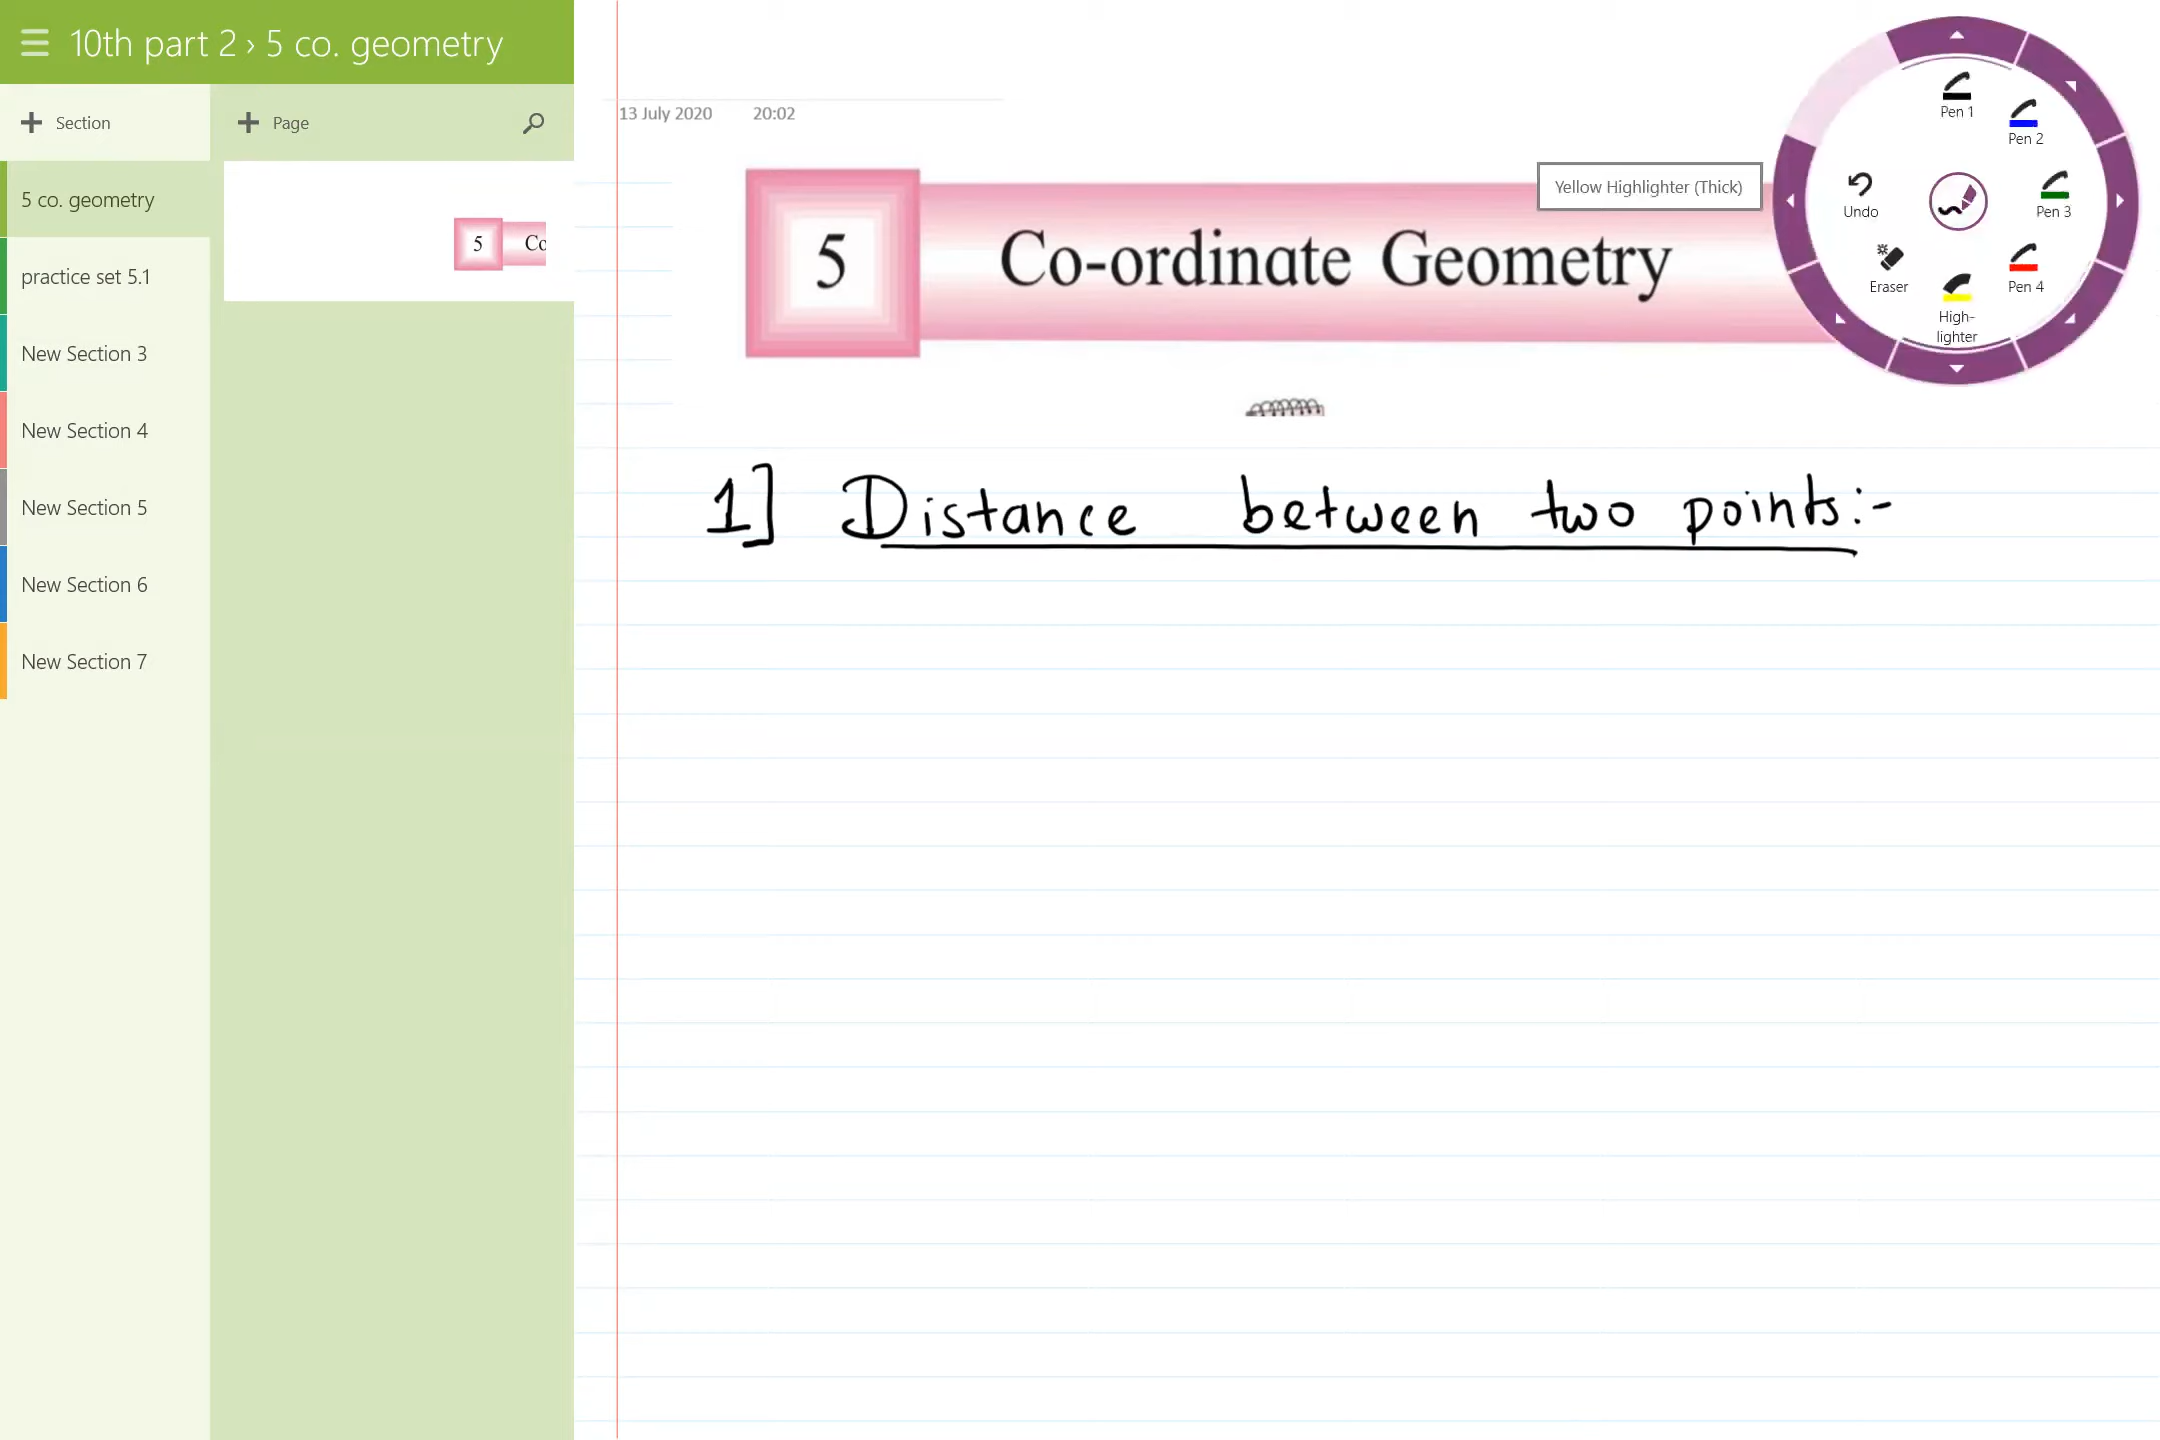 10th part 2 › 5 co. geometry
Section
Page
5 co. geometry
practice set 5.1
New Section 3
New Section 4
New Section 5
New Section 6
New Section 7
5 Co
13 July 2020 20:02
5 Co-ordinate Geometry
Yellow Highlighter (Thick)
Pen 1
Pen 2
Undo
Pen 3
Eraser
Pen 4
High-
lighter
1] Distance between two points:-